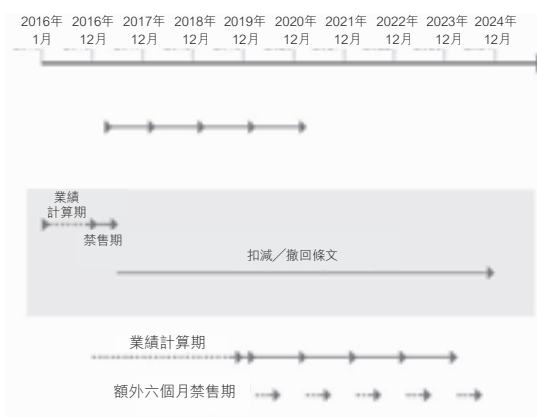 2016年 2016年 2017年 2018年 2019年 2020年 2021年 2022年 2023年 2024年
1月 12月 12月 12月 12月 12月 12月 12月 12月 12月
業績
計算期
禁售期
扣減／撤回條文
業績計算期
額外六個月禁售期